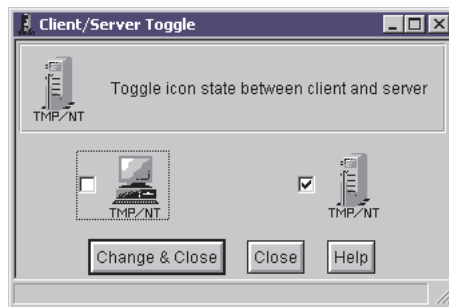 Client/Server Toggle
Toggle icon state between client and server
TMP/NT
TMP/NT
TMP/NT
Change & Close
Close
Help